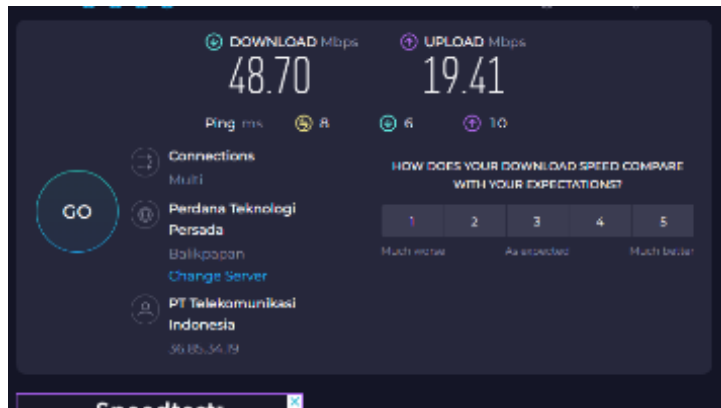 DOWNLOAD Mbps
UPLOAD Mbps
48.70
19.41
Ping ms 8 6 10
Connections
Multi
HOW DOES YOUR DOWNLOAD SPEED COMPARE
WITH YOUR EXPECTATIONS?
GO
Perdana Teknologi
Persada
Balikpapan
Change Server
1 2 3 4 5
Much worse As expected Much better
PT Telekomunikasi
Indonesia
36.85.34.19
Speedtest